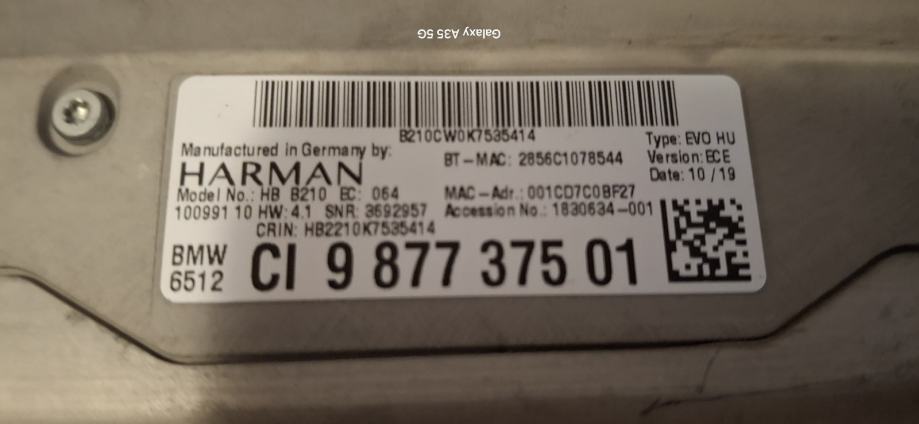 Galaxy A35 5G
B210CW0K7535414
Manufactured in Germany by:
HARMAN
BT-MAC: 2856C1078544
Type: EVO HU
Version: ECE
Date: 10/19
Model No.: HB B210 EC: 064
MAC-Adr.: 001CD7C0BF27
100991 10 HW: 4.1 SNR: 3692957
Accession No.: 1830634-001
CRIN: HB2210K7535414
BMW
6512
CI 9 877 375 01